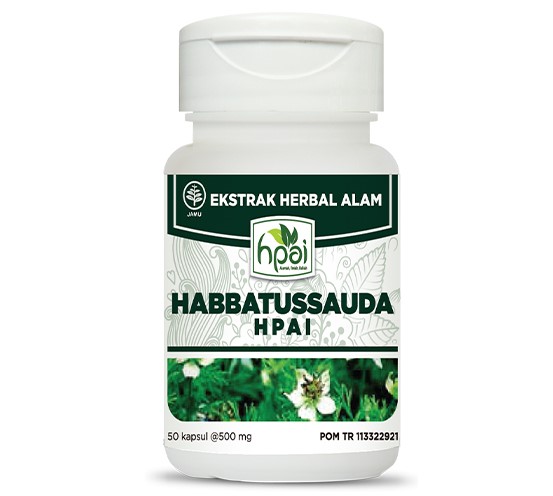 JAMU
EKSTRAK HERBAL ALAM
hpai
HABBATUSSAUDA
HPAI
50 kapsul @500 mg
POM TR 113322921